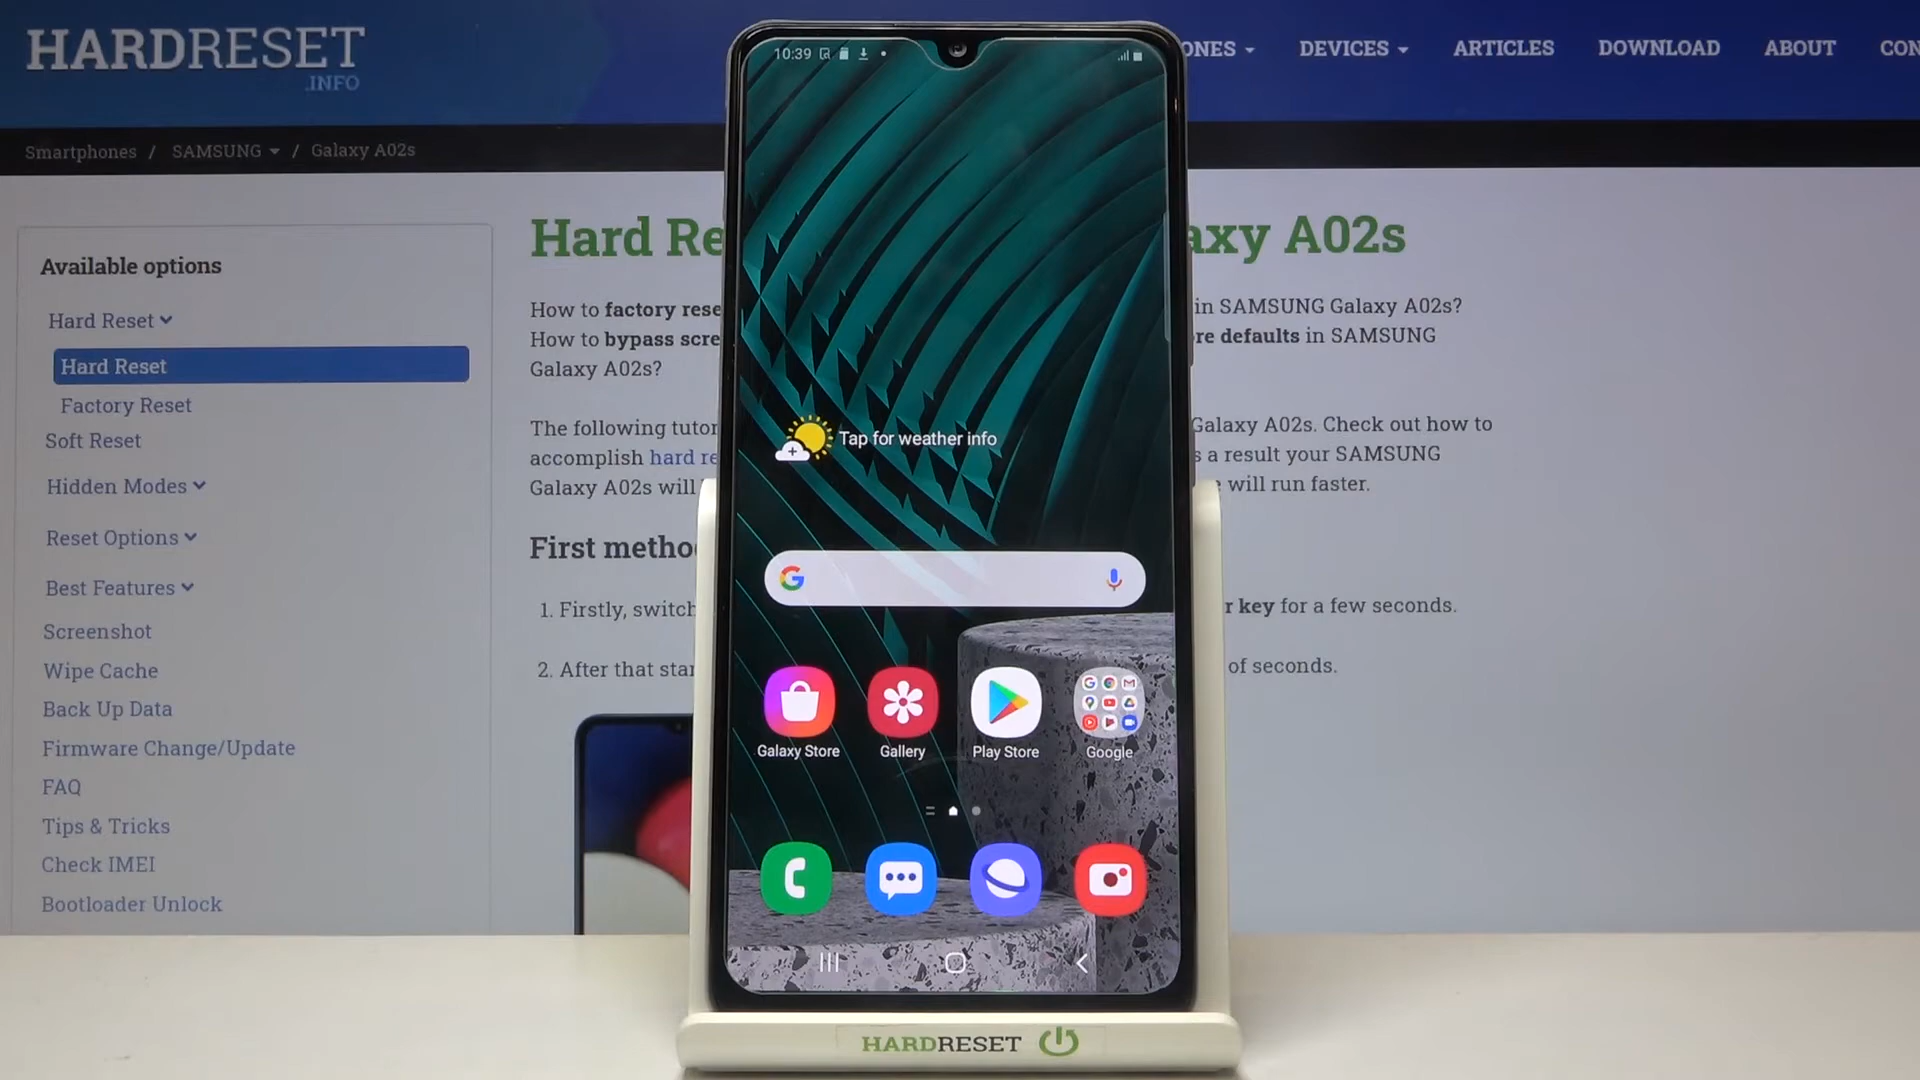 HARDRESET
.INFO
ONES DEVICES ARTICLES DOWNLOAD ABOUT CON
Smartphones / SAMSUNG / Galaxy A02s
Available options
Hard Reset
Hard Reset
Factory Reset
Soft Reset
Hidden Modes
Reset Options
Best Features
Screenshot
Wipe Cache
Back Up Data
Firmware Change/Update
FAQ
Tips & Tricks
Check IMEI
Bootloader Unlock
Hard Re axy A02s
How to factory rese in SAMSUNG Galaxy A02s?
How to bypass scre re defaults in SAMSUNG
Galaxy A02s?
The following tutor Galaxy A02s. Check out how to
accomplish hard re s a result your SAMSUNG
Galaxy A02s will will run faster.
First metho
1. Firstly, switch r key for a few seconds.
2. After that star of seconds.
10:39
Tap for weather info
Galaxy Store Gallery Play Store Google
HARDRESET